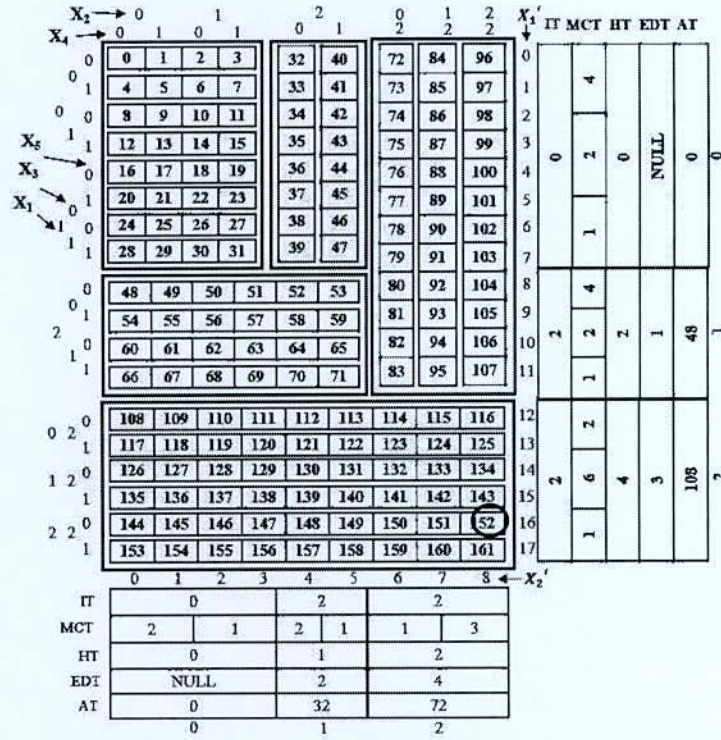 X₂ → 0 1 2 0 1 2 X₁' IT MCT HT EDT AT
X₄ → 0 1 0 1 0 1 2 2 2
0 0 1 2 3 32 40 72 84 96 0
0 1 4 5 6 7 33 41 73 85 97 1 4
0 0 8 9 10 11 34 42 74 86 98 2
1 1 12 13 14 15 35 43 75 87 99 3
X₅ 0 2 0 NULL 0 0
X₃ → 0 16 17 18 19 36 44 76 88 100 4
X₁ → 0 1 20 21 22 23 37 45 77 89 101 5
1 0 24 25 26 27 38 46 78 90 102 6 1
1 1 28 29 30 31 39 47 79 91 103 7
0 48 49 50 51 52 53 80 92 104 8 4
0 1 54 55 56 57 58 59 81 93 105 9
2 2 2 2 1 48 1
1 0 60 61 62 63 64 65 82 94 106 10
1 66 67 68 69 70 71 83 95 107 11 1
0 2 0 108 109 110 111 112 113 114 115 116 12 2
1 117 118 119 120 121 122 123 124 125 13
1 2 0 126 127 128 129 130 131 132 133 134 14
2 6 4 3 108 2
1 135 136 137 138 139 140 141 142 143 15
2 2 0 144 145 146 147 148 149 150 151 52 16 1
1 153 154 155 156 157 158 159 160 161 17
0 1 2 3 4 5 6 7 8 ← X₂'
IT 0 2 2
MCT 2 1 2 1 1 3
HT 0 1 2
EDT NULL 2 4
AT 0 32 72
0 1 2